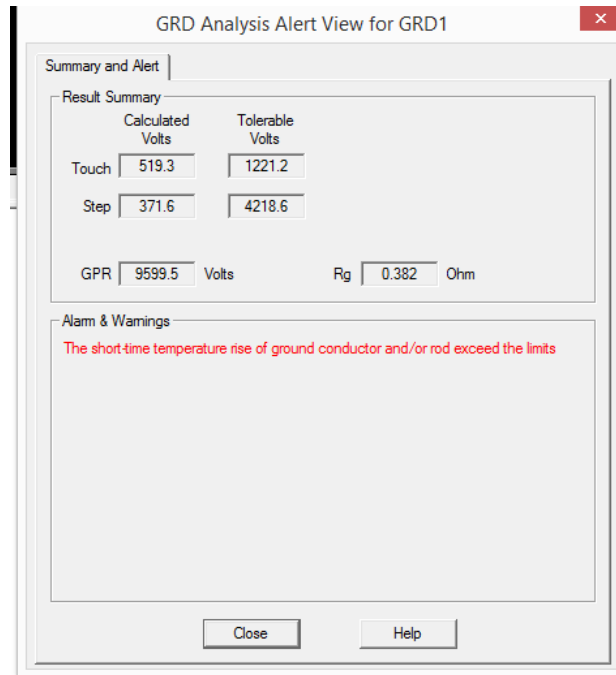 GRD Analysis Alert View for GRD1
Summary and Alert
Result Summary
Calculated Volts Tolerable Volts
Touch 519.3 1221.2
Step 371.6 4218.6
GPR 9599.5 Volts Rg 0.382 Ohm
Alarm & Warnings
The short-time temperature rise of ground conductor and/or rod exceed the limits
Close Help